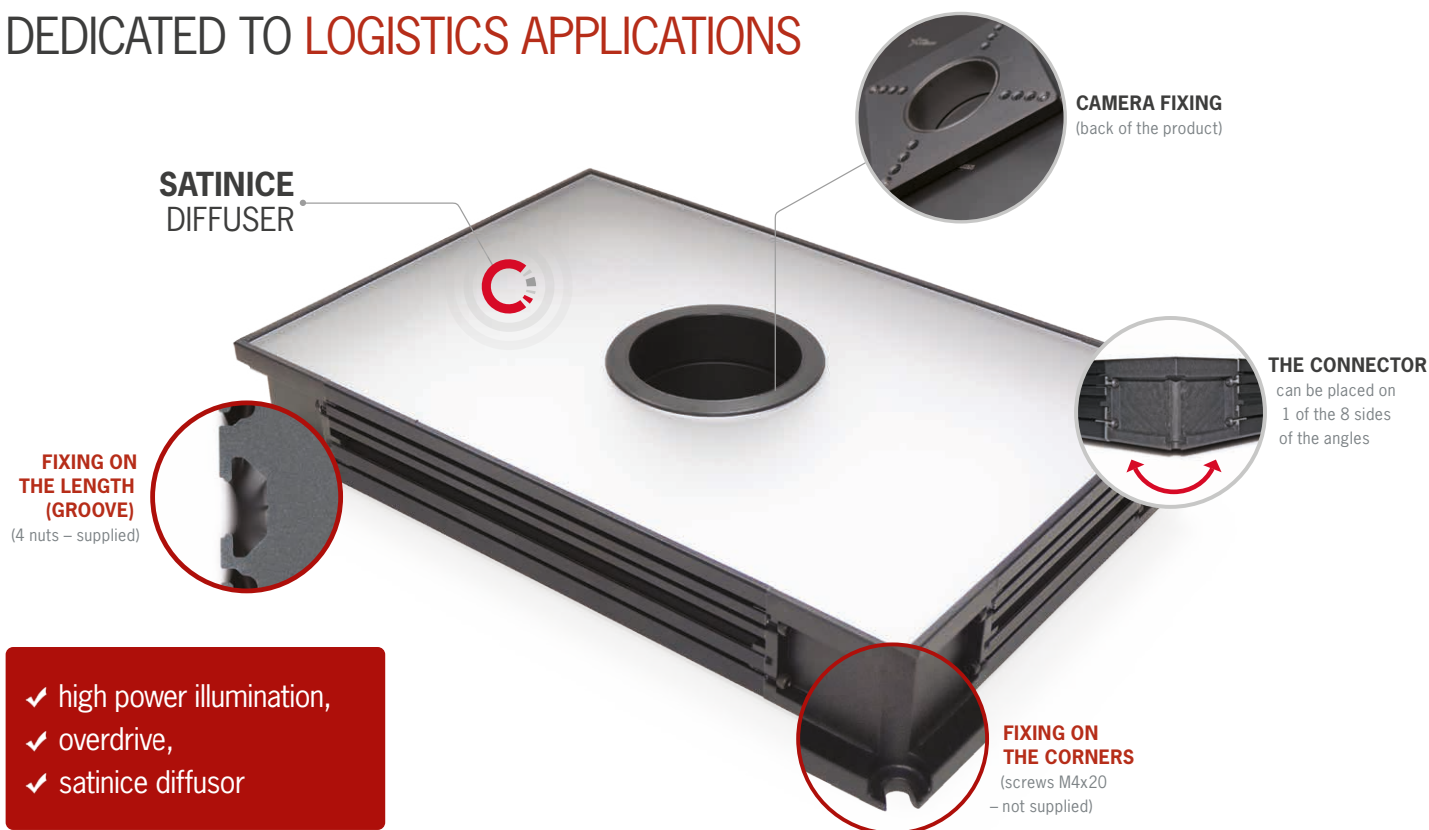 DEDICATED TO LOGISTICS APPLICATIONS
CAMERA FIXING
(back of the product)
SATINICE
DIFFUSER
THE CONNECTOR
can be placed on
1 of the 8 sides
of the angles
FIXING ON
THE LENGTH
(GROOVE)
(4 nuts – supplied)
✓ high power illumination,
✓ overdrive,
✓ satinice diffusor
FIXING ON
THE CORNERS
(screws M4x20
– not supplied)